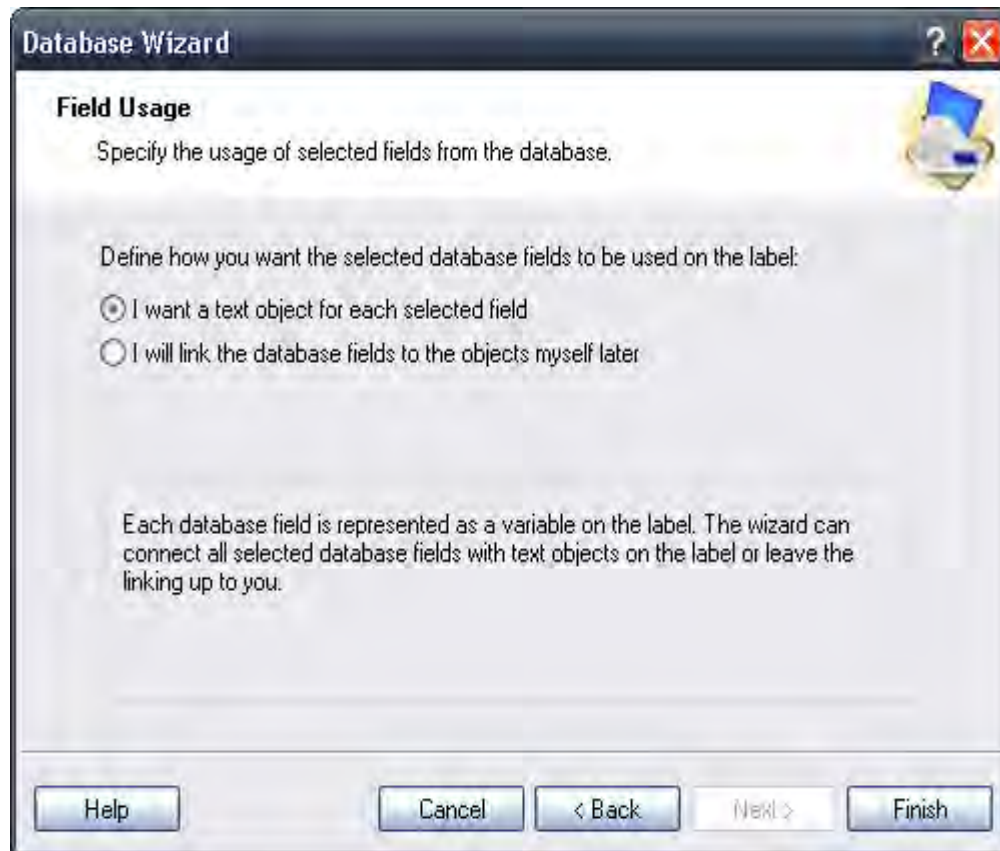 Database Wizard ?
Field Usage
Specify the usage of selected fields from the database.
Define how you want the selected database fields to be used on the label:
I want a text object for each selected field
I will link the database fields to the objects myself later
Each database field is represented as a variable on the label. The wizard can
connect all selected database fields with text objects on the label or leave the
linking up to you.
Help Cancel < Back Next > Finish